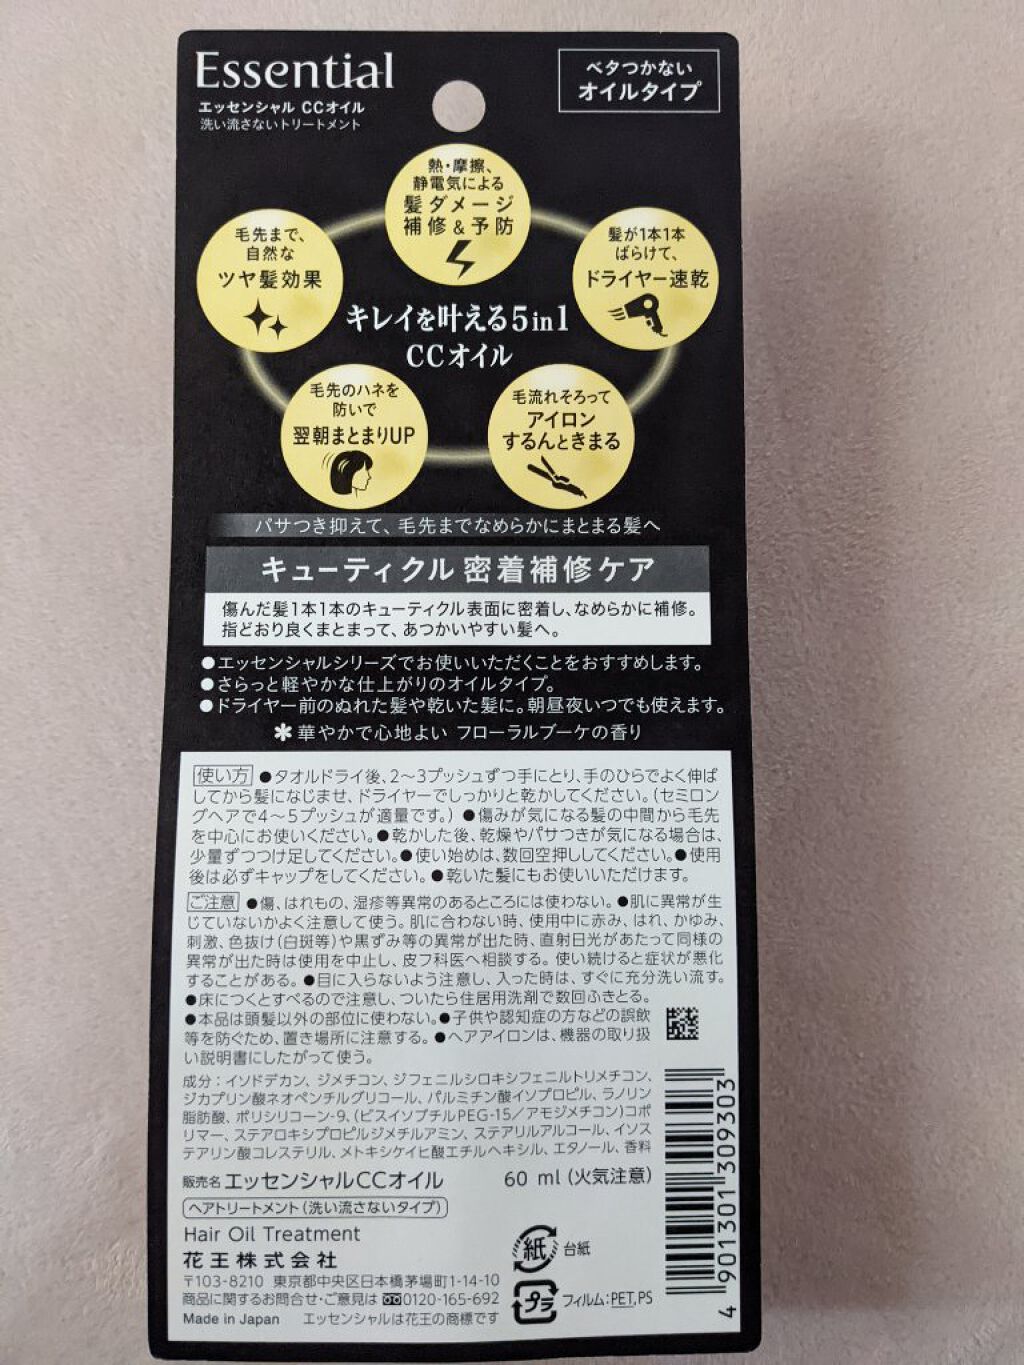 Essential
エッセンシャル CCオイル
洗い流さないトリートメント
ベタつかない
オイルタイプ
熱・摩擦、
静電気による
髪ダメージ
補修&予防
毛先まで、
自然な
ツヤ髪効果
髪が1本1本
ばらけて、
ドライヤー速乾
キレイを叶える5in1
CCオイル
毛先のハネを
防いで
翌朝まとまりUP
毛流れそろって
アイロン
するんときまる
パサつき抑えて、毛先までなめらかにまとまる髪へ
キューティクル密着補修ケア
傷んだ髪1本1本のキューティクル表面に密着し、なめらかに補修。
指どおり良くまとまって、あつかいやすい髪へ。
●エッセンシャルシリーズでお使いいただくことをおすすめします。
●さらっと軽やかな仕上がりのオイルタイプ。
●ドライヤー前のぬれた髪や乾いた髪に。朝昼夜いつでも使えます。
✻華やかで心地よい フローラルブーケの香り
使い方 ●タオルドライ後、2〜3プッシュずつ手にとり、手のひらでよく伸ば
してから髪になじませ、ドライヤーでしっかりと乾かしてください。(セミロン
グヘアで4〜5プッシュが適量です。) ●傷みが気になる髪の中間から毛先
を中心にお使いください。●乾かした後、乾燥やパサつきが気になる場合は、
少量ずつつけ足してください。●使い始めは、数回空押ししてください。●使用
後は必ずキャップをしてください。●乾いた髪にもお使いいただけます。
ご注意 ●傷、はれもの、湿疹等異常のあるところには使わない。●肌に異常が生
じていないかよく注意して使う。肌に合わない時、使用中に赤み、はれ、かゆみ、
刺激、色抜け(白斑等)や黒ずみ等の異常が出た時、直射日光があたって同様の
異常が出た時は使用を中止し、皮フ科医へ相談する。使い続けると症状が悪化
することがある。●目に入らないよう注意し、入った時は、すぐに充分洗い流す。
●床につくとすべるので注意し、ついたら住居用洗剤で数回ふきとる。
●本品は頭髪以外の部位に使わない。●子供や認知症の方などの誤飲
等を防ぐため、置き場所に注意する。●ヘアアイロンは、機器の取り扱
い説明書にしたがって使う。
成分:イソドデカン、ジメチコン、ジフェニルシロキシフェニルトリメチコン、
ジカプリン酸ネオペンチルグリコール、パルミチン酸イソプロピル、ラノリン
脂肪酸、ポリシリコーン-9、(ビスイソブチルPEG-15/アモジメチコン)コポ
リマー、ステアロキシプロピルジメチルアミン、ステアリルアルコール、イソス
テアリン酸コレステリル、メトキシケイヒ酸エチルヘキシル、エタノール、香料
販売名 エッセンシャルCCオイル 60 ml (火気注意)
ヘアトリートメント(洗い流さないタイプ)
Hair Oil Treatment
花王株式会社
〒103-8210 東京都中央区日本橋茅場町1-14-10
商品に関するお問合せ・ご意見は 0120-165-692
Made in Japan エッセンシャルは花王の商標です
紙 台紙
プラ フィルム:PET,PS
4 901301 309303